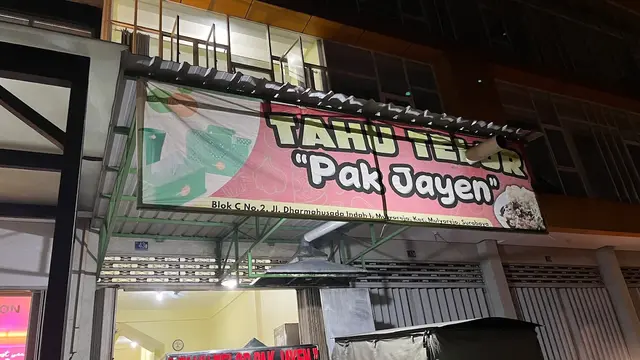 TAHU TELOR
"Pak Jayen"
Blok C No. 2, Jl. Dharmahusada Indah I, Mulyorejo, Kec. Mulyorejo, Surabaya